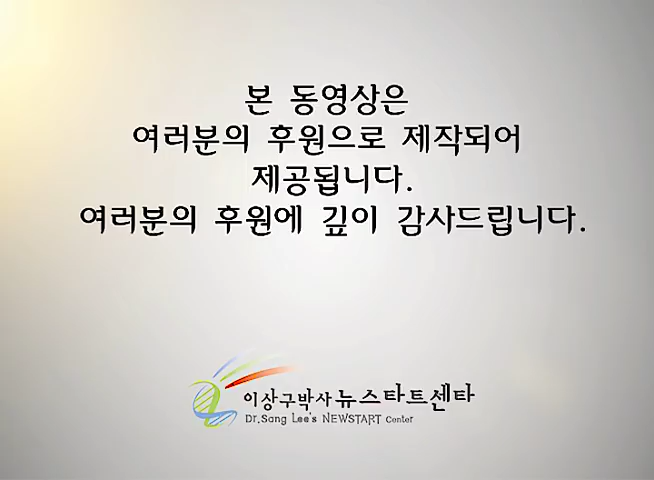 본 동영상은
여러분의 후원으로 제작되어
제공됩니다.
여러분의 후원에 깊이 감사드립니다.
이상구박사 뉴스타트센타
Dr.Sang Lee's NEWSTART Center